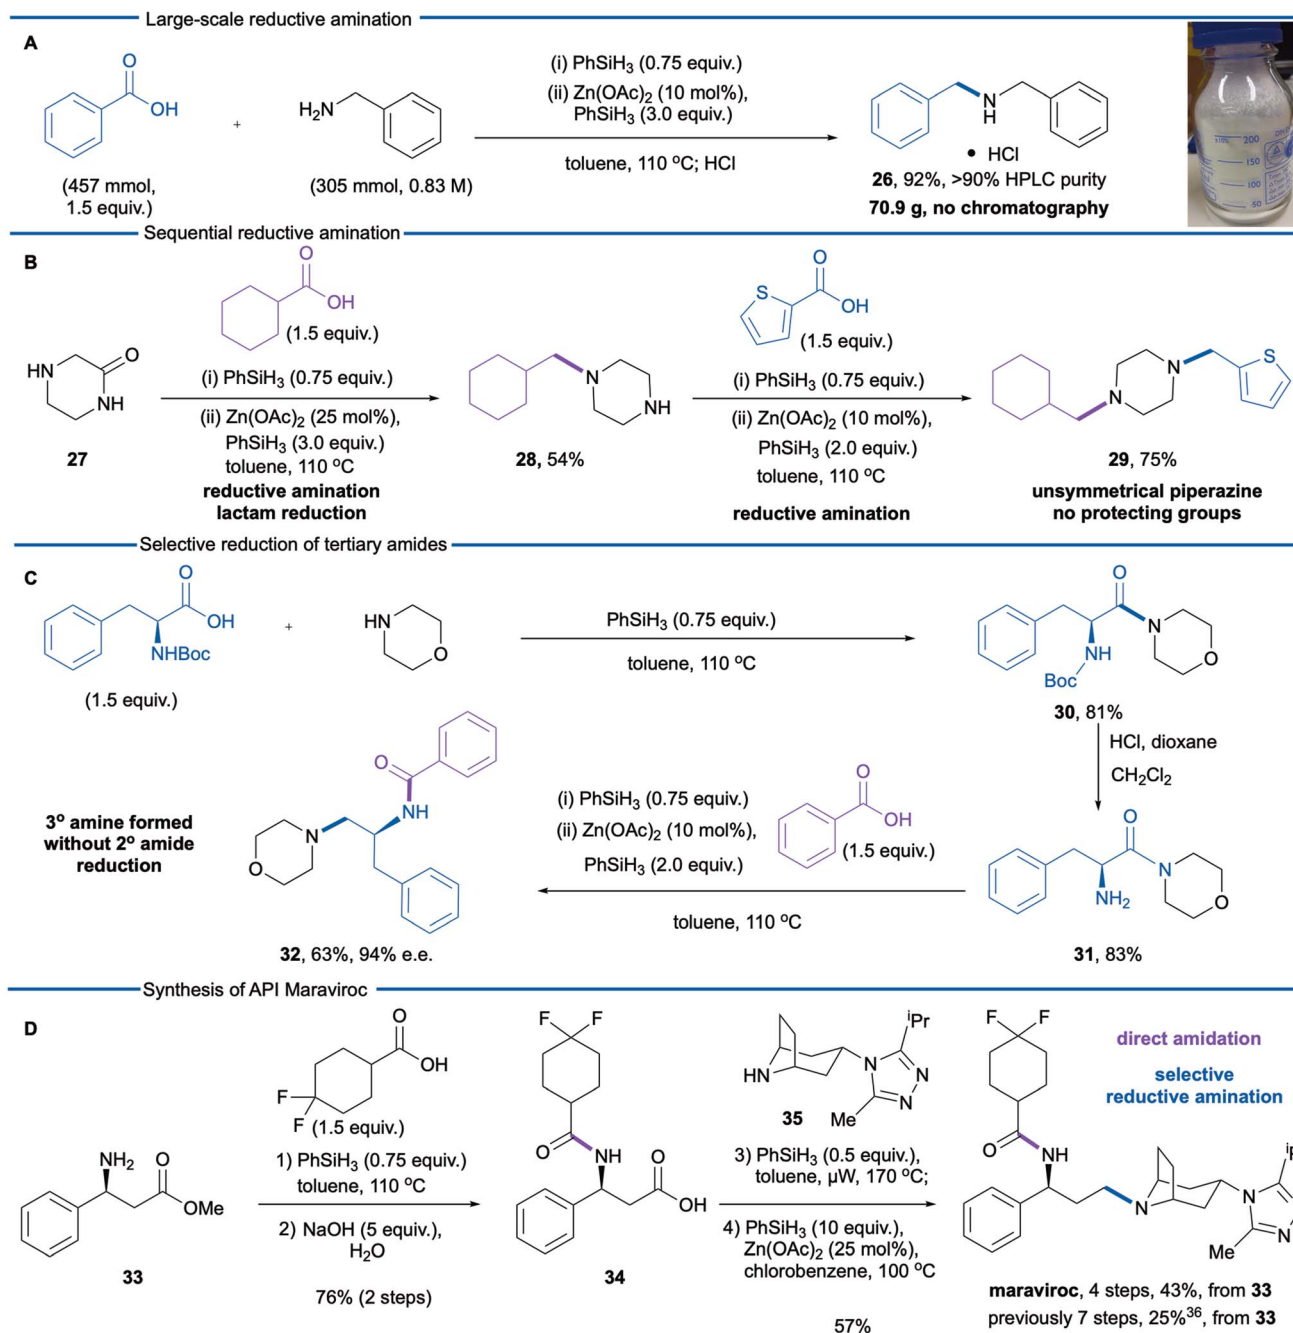 Large-scale reductive amination
A
O
OH
(457 mmol,
1.5 equiv.)
+
H₂N
(305 mmol, 0.83 M)
(i) PhSiH₃ (0.75 equiv.)
(ii) Zn(OAc)₂ (10 mol%),
PhSiH₃ (3.0 equiv.)
toluene, 110 °C; HCl
N
H
• HCl
26, 92%, >90% HPLC purity
70.9 g, no chromatography
200
150
100
50
Sequential reductive amination
B
HN
O
NH
27
O
OH
(1.5 equiv.)
(i) PhSiH₃ (0.75 equiv.)
(ii) Zn(OAc)₂ (25 mol%),
PhSiH₃ (3.0 equiv.)
toluene, 110 °C
reductive amination
lactam reduction
N
NH
28, 54%
S
O
OH
(1.5 equiv.)
(i) PhSiH₃ (0.75 equiv.)
(ii) Zn(OAc)₂ (10 mol%),
PhSiH₃ (2.0 equiv.)
toluene, 110 °C
reductive amination
N
N
S
29, 75%
unsymmetrical piperazine
no protecting groups
Selective reduction of tertiary amides
C
O
OH
NHBoc
(1.5 equiv.)
+
HN
O
PhSiH₃ (0.75 equiv.)
toluene, 110 °C
O
N
O
NH
Boc
30, 81%
HCl, dioxane
CH₂Cl₂
O
N
O
NH₂
31, 83%
O
OH
(1.5 equiv.)
(i) PhSiH₃ (0.75 equiv.)
(ii) Zn(OAc)₂ (10 mol%),
PhSiH₃ (2.0 equiv.)
toluene, 110 °C
O
NH
N
O
32, 63%, 94% e.e.
3° amine formed
without 2° amide
reduction
Synthesis of API Maraviroc
D
NH₂
O
OMe
33
O
OH
F
F
(1.5 equiv.)
1) PhSiH₃ (0.75 equiv.)
toluene, 110 °C
2) NaOH (5 equiv.),
H₂O
76% (2 steps)
F
F
O
NH
O
OH
34
HN
N
ⁱPr
N
N
Me
35
3) PhSiH₃ (0.5 equiv.),
toluene, µW, 170 °C;
4) PhSiH₃ (10 equiv.),
Zn(OAc)₂ (25 mol%),
chlorobenzene, 100 °C
57%
F
F
O
NH
N
N
N
Me
direct amidation
selective
reductive amination
maraviroc, 4 steps, 43%, from 33
previously 7 steps, 25%³⁶, from 33